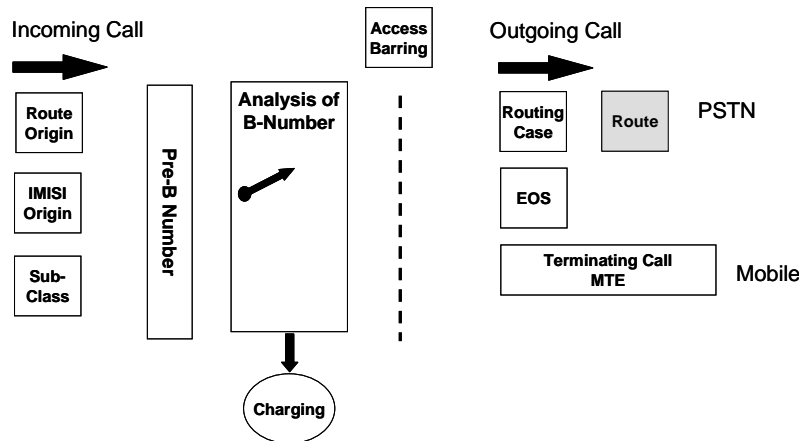 Incoming Call
Access
Barring
Outgoing Call
Route
Origin
IMISI
Origin
Sub-
Class
Pre-B Number
Analysis of
B-Number
Charging
Routing
Case
Route
PSTN
EOS
Terminating Call
MTE
Mobile